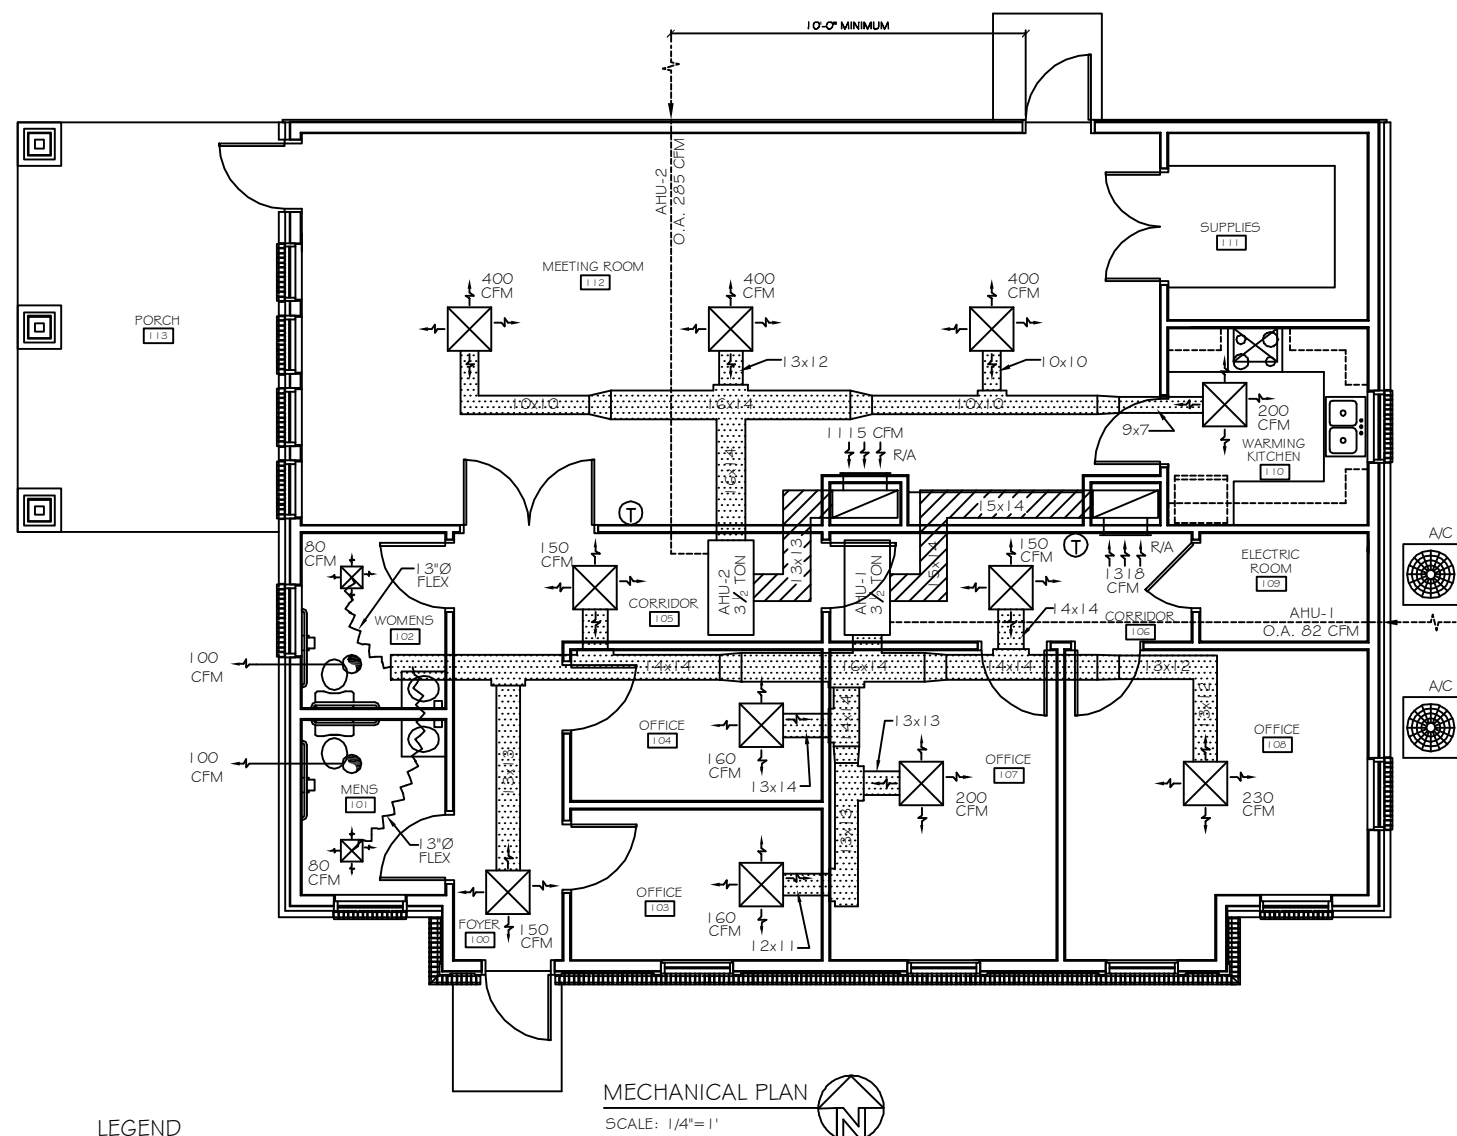 10'-0" MINIMUM
AHU-2
O.A. 285 CFM
SUPPLIES
111
MEETING ROOM
112
400
CFM
400
CFM
400
CFM
PORCH
113
13x12
10x10
10x10
16x14
10x10
9x7
200
CFM
WARMING
KITCHEN
110
1115 CFM
R/A
16x14
15x14
T
T
A/C
80
CFM
13"Ø
FLEX
150
CFM
AHU-2
3 1/2 TON
13x13
AHU-1
3 1/2 TON
15x14
150
CFM
R/A
1318
CFM
ELECTRIC
ROOM
109
CORRIDOR
105
14x14
CORRIDOR
106
AHU-1
O.A. 82 CFM
WOMENS
102
100
CFM
14x14
16x14
14x14
13x12
A/C
OFFICE
104
13x13
OFFICE
108
OFFICE
107
100
CFM
160
CFM
13x14
200
CFM
230
CFM
MENS
101
13"Ø
FLEX
80
CFM
13x13
OFFICE
103
160
CFM
12x11
FOYER
100
150
CFM
MECHANICAL PLAN
SCALE: 1/4"=1'
N
LEGEND